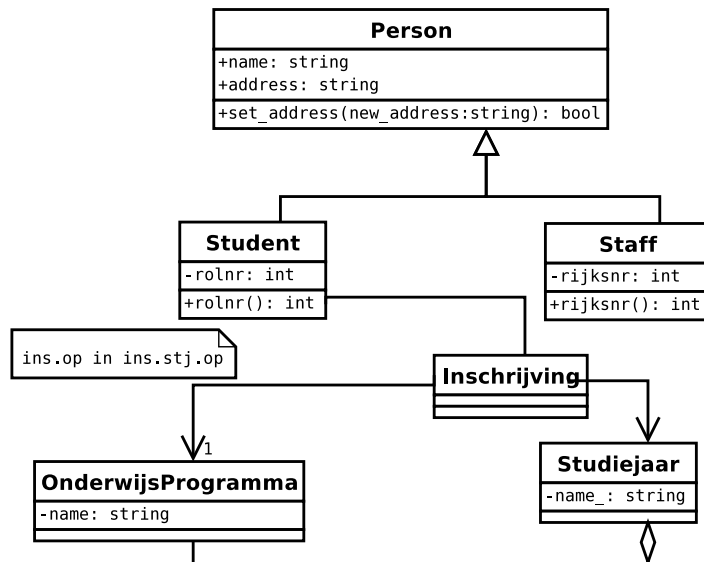 Person
+name: string
+address: string
+set_address(new_address:string): bool
Student
-rolnr: int
+rolnr(): int
Staff
-rijksnr: int
+rijksnr(): int
ins.op in ins.stj.op
Inschrijving
1
OnderwijsProgramma
-name: string
Studiejaar
-name_: string